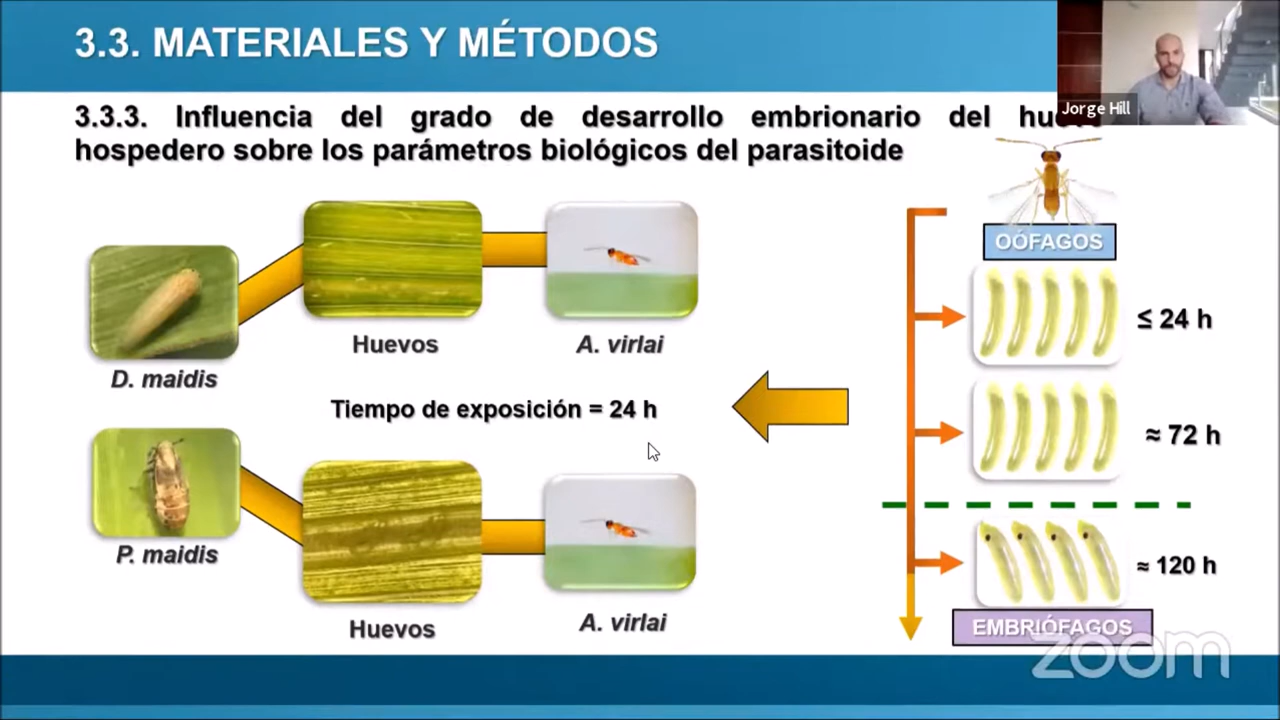 3.3. MATERIALES Y MÉTODOS
Jorge Hill
3.3.3. Influencia del grado de desarrollo embrionario del
hospedero sobre los parámetros biológicos del parasitoide
OÓFAGOS
≤ 24 h
Huevos
A. virlai
D. maidis
Tiempo de exposición = 24 h
≈ 72 h
P. maidis
≈ 120 h
Huevos
A. virlai
EMBRIÓFAGOS
zoom